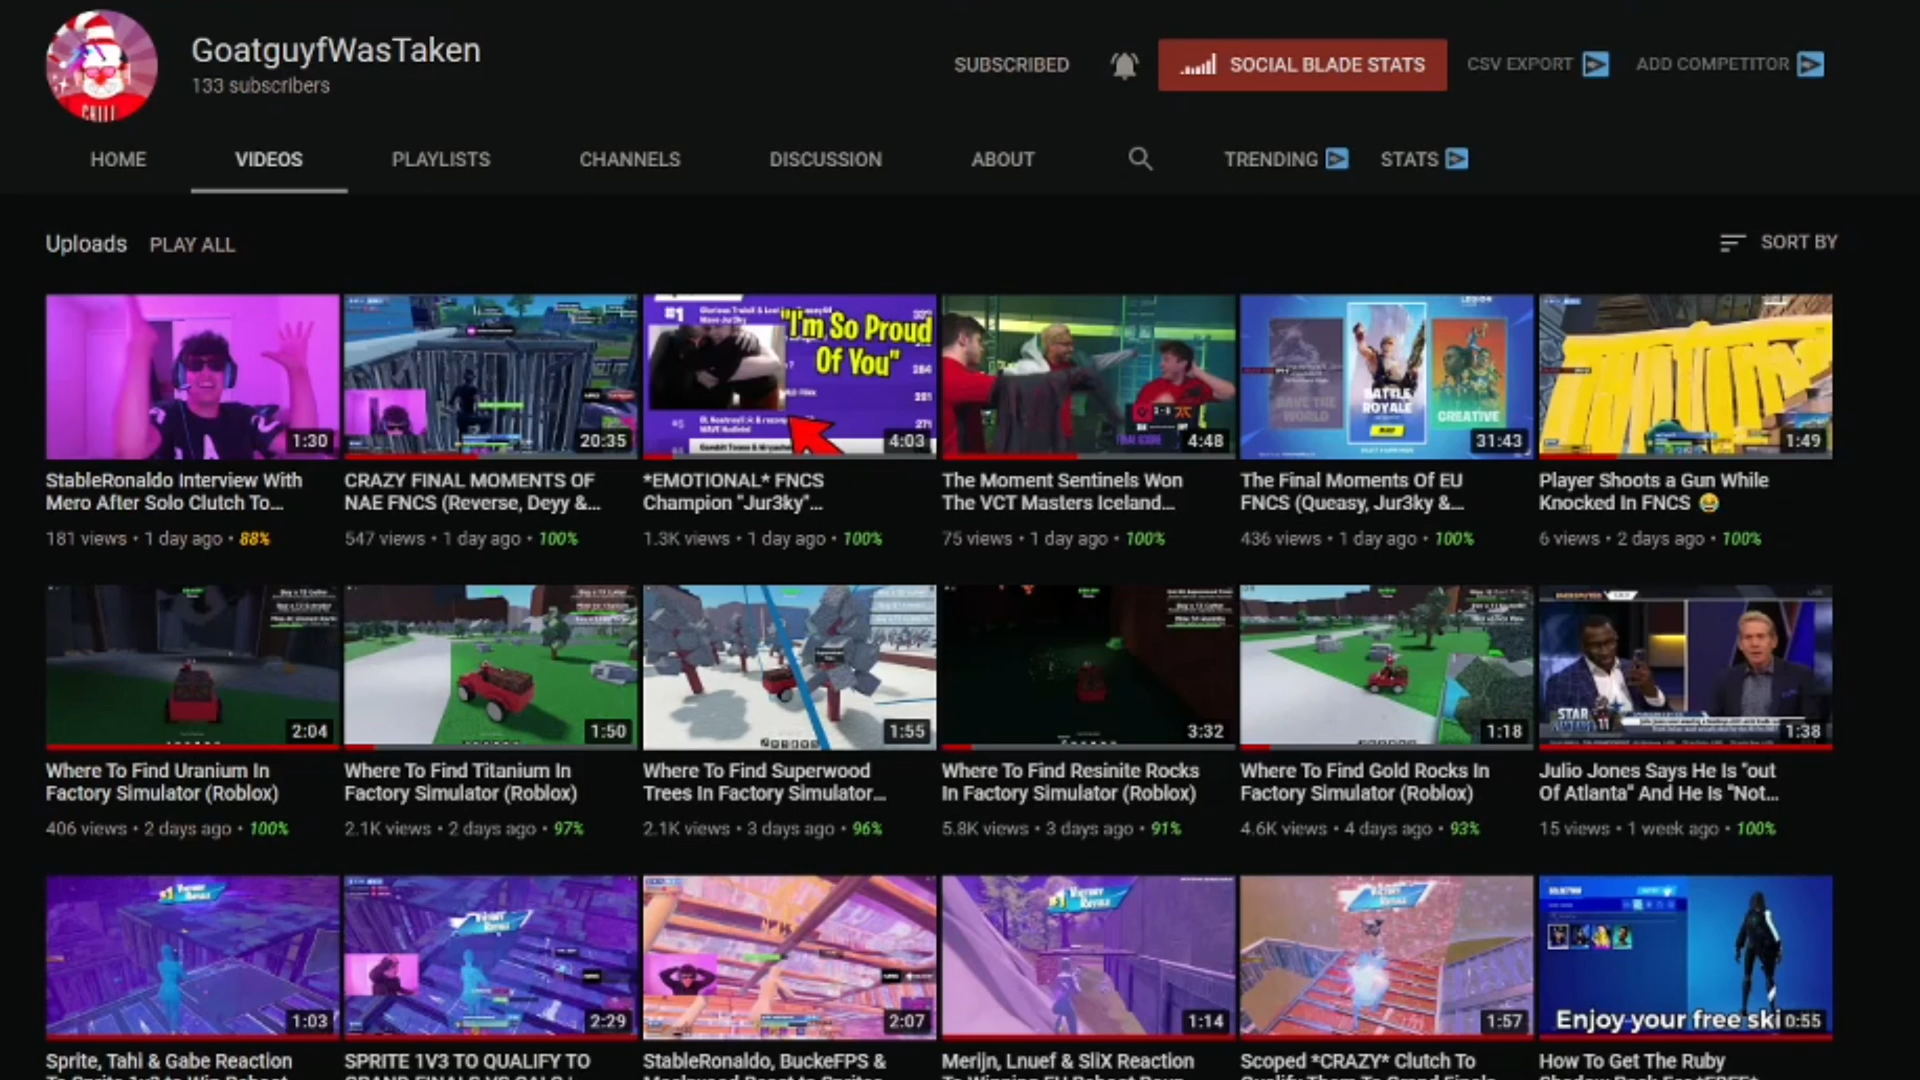 GoatguyfWasTaken
133 subscribers
SUBSCRIBED
SOCIAL BLADE STATS
CSV EXPORT
ADD COMPETITOR
CHILL
HOME
VIDEOS
PLAYLISTS
CHANNELS
DISCUSSION
ABOUT
TRENDING
STATS
Uploads
PLAY ALL
SORT BY
1:30
20:35
#1
"I'm So Proud
Of You"
4:03
4:48
SAVE THE
WORLD
BATTLE
ROYALE
CREATIVE
31:43
1:49
StableRonaldo Interview With
Mero After Solo Clutch To...
181 views • 1 day ago • 88%
CRAZY FINAL MOMENTS OF
NAE FNCS (Reverse, Deyy &...
547 views • 1 day ago • 100%
*EMOTIONAL* FNCS
Champion "Jur3ky"...
1.3K views • 1 day ago • 100%
The Moment Sentinels Won
The VCT Masters Iceland...
75 views • 1 day ago • 100%
The Final Moments Of EU
FNCS (Queasy, Jur3ky &...
436 views • 1 day ago • 100%
Player Shoots a Gun While
Knocked In FNCS 😂
6 views • 2 days ago • 100%
2:04
1:50
1:55
3:32
1:18
STAR
1:38
Where To Find Uranium In
Factory Simulator (Roblox)
406 views • 2 days ago • 100%
Where To Find Titanium In
Factory Simulator (Roblox)
2.1K views • 2 days ago • 97%
Where To Find Superwood
Trees In Factory Simulator...
2.1K views • 3 days ago • 96%
Where To Find Resinite Rocks
In Factory Simulator (Roblox)
5.8K views • 3 days ago • 91%
Where To Find Gold Rocks In
Factory Simulator (Roblox)
4.6K views • 4 days ago • 93%
Julio Jones Says He Is "out
Of Atlanta" And He Is "Not...
15 views • 1 week ago • 100%
1:03
2:29
2:07
#1 VICTORY
ROYALE
1:14
1:57
Enjoy your free ski
0:55
Sprite, Tahi & Gabe Reaction
SPRITE 1V3 TO QUALIFY TO
StableRonaldo, BuckeFPS &
Merijn, Lnuef & SliX Reaction
Scoped *CRAZY* Clutch To
How To Get The Ruby